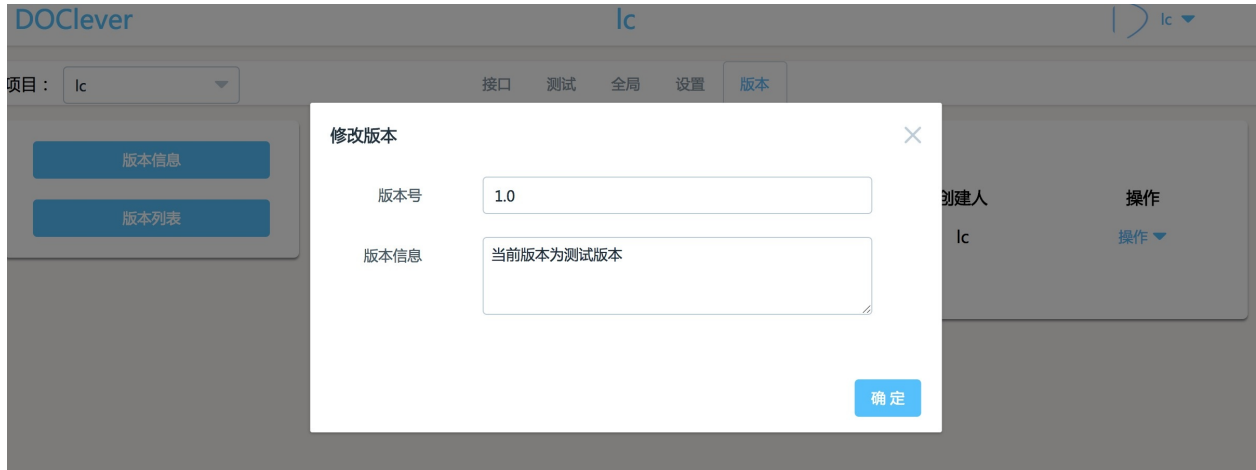 DOClever
lc
lc
项目：
lc
接口
测试
全局
设置
版本
版本信息
版本列表
修改版本
版本号
1.0
版本信息
当前版本为测试版本
确定
创建人
操作
lc
操作